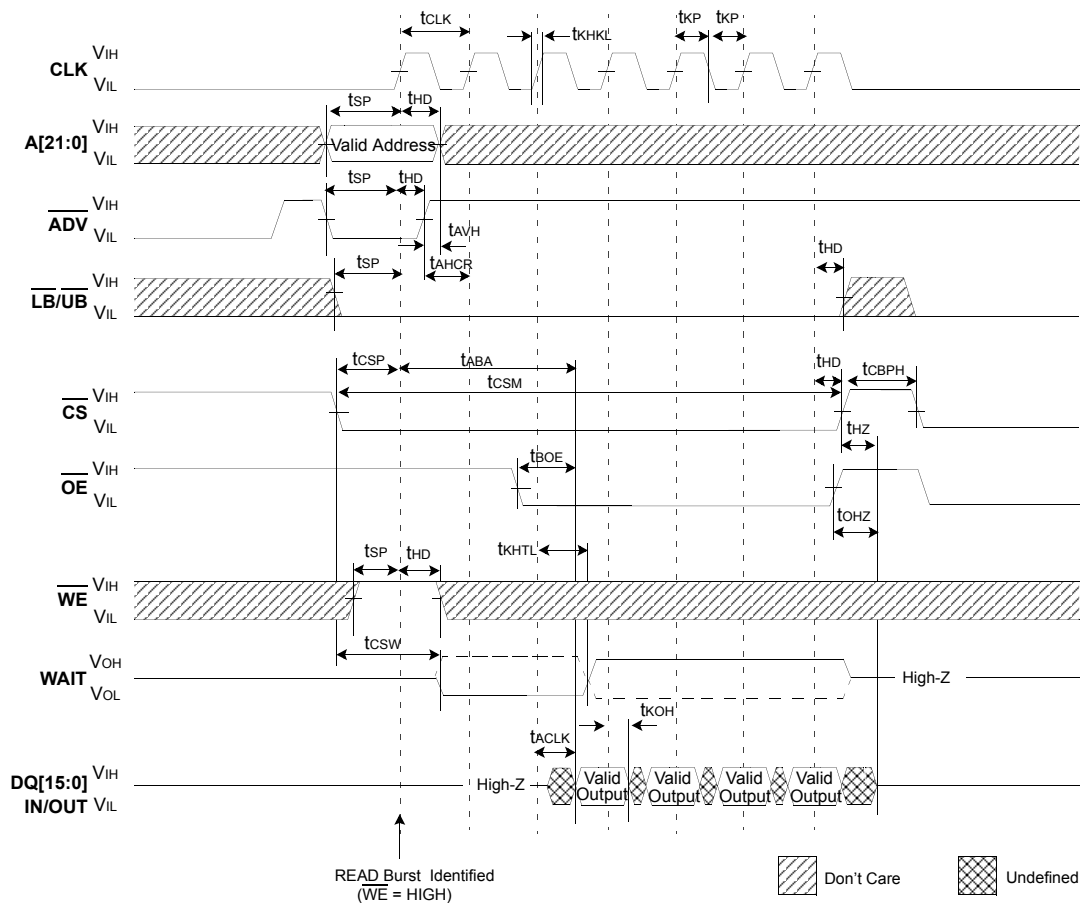 tCLK
tKHKL
tKP tKP
CLK VIH
VIL
tSP tHD
A[21:0] VIH
VIL
Valid Address
tSP tHD
ADV VIH
VIL
tAVH
tAHCR
tHD
tSP
LB/UB VIH
VIL
tCSP tABA tHD tCBPH
tCSM
CS VIH
VIL
tHZ
tBOE
OE VIH
VIL
tOHZ
tKHTL
tSP tHD
WE VIH
VIL
tCSW
WAIT VOH
VOL
High-Z
tACLK tKOH
DQ[15:0] VIH
IN/OUT VIL
High-Z
Valid Output
Valid Output
Valid Output
Valid Output
READ Burst Identified
(WE = HIGH)
Don't Care
Undefined